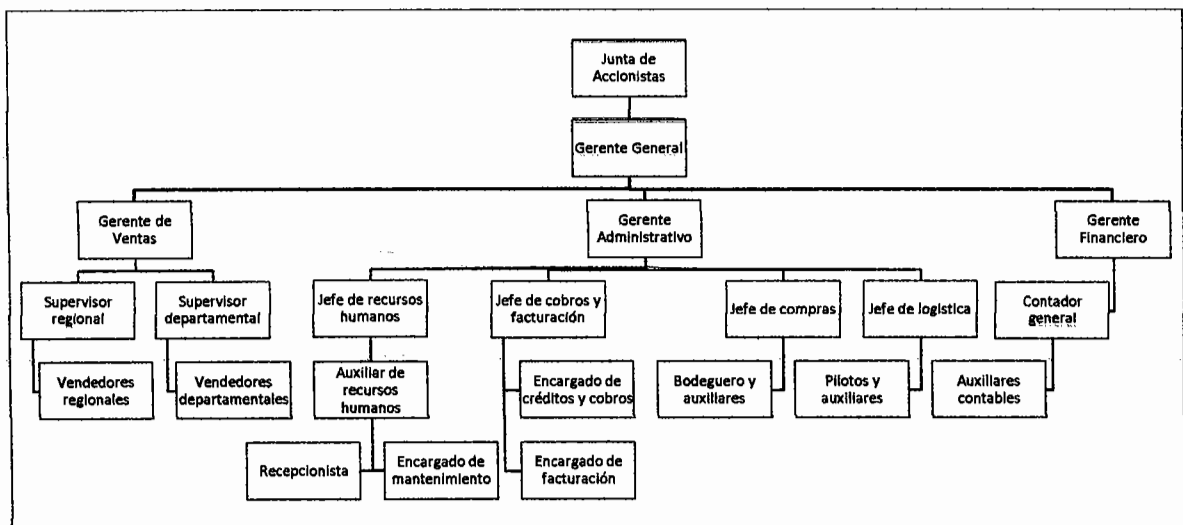 Junta de
Accionistas
Gerente General
Gerente de
Ventas
Gerente
Administrativo
Gerente
Financiero
Supervisor
regional
Supervisor
departamental
Jefe de recursos
humanos
Jefe de cobros y
facturación
Jefe de compras
Jefe de logistica
Contador
general
Vendedores
regionales
Vendedores
departamentales
Auxiliar de
recursos
humanos
Encargado de
créditos y cobros
Bodeguero y
auxiliares
Pilotos y
auxiliares
Auxiliares
contables
Recepcionista
Encargado de
mantenimiento
Encargado de
facturación